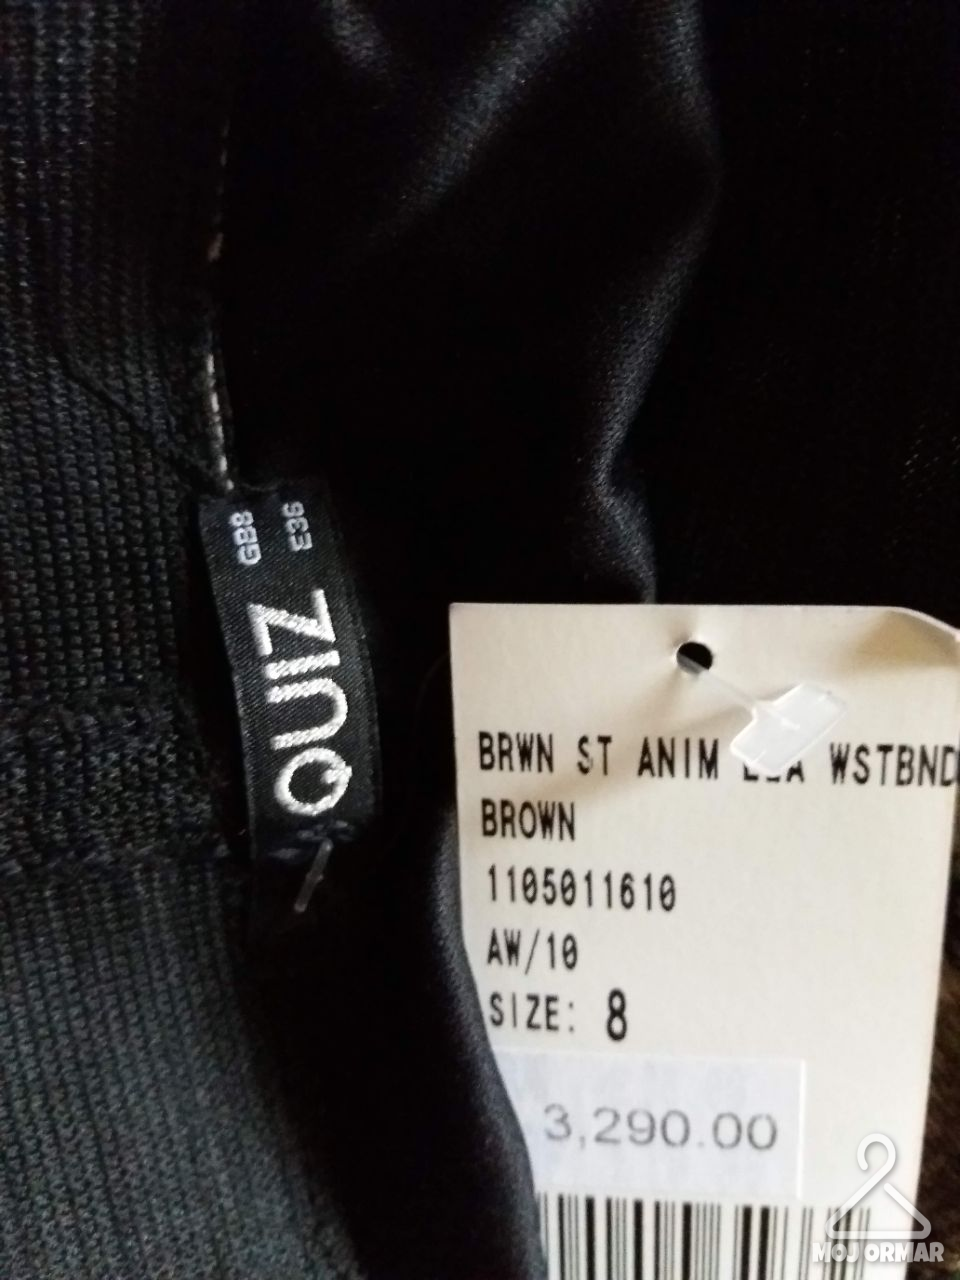 GB8
E36
QUIZ
BRWN ST ANIM WSTBND
BROWN
1105011610
AW/10
SIZE: 8
3,290.00
MOJ ORMAR